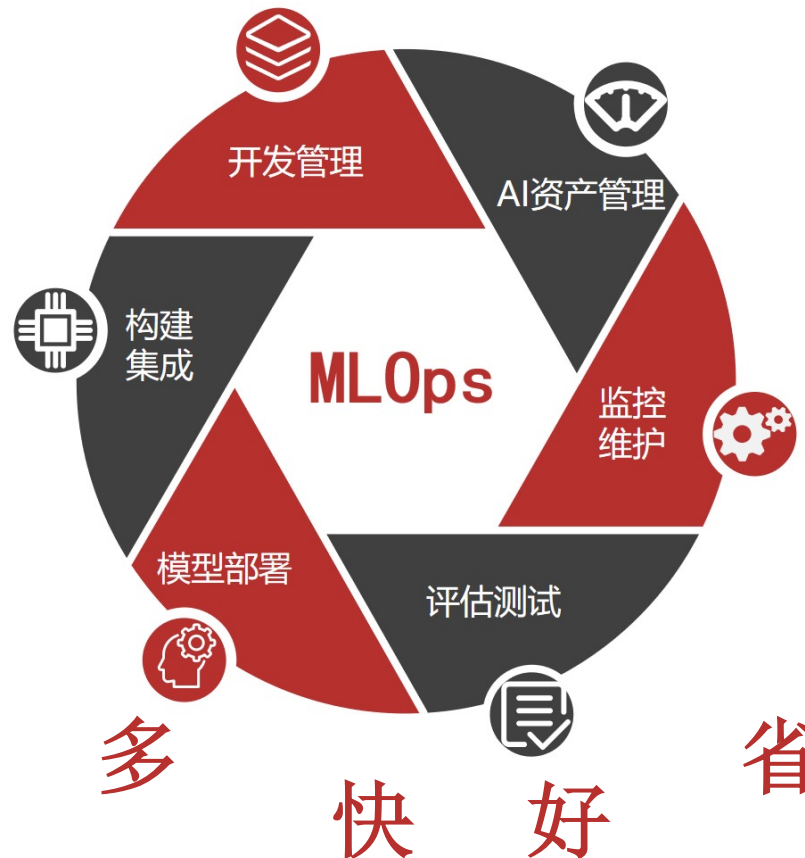 开发管理
AI资产管理
构建
集成
MLOps
监控
维护
模型部署
评估测试
多
快
好
省